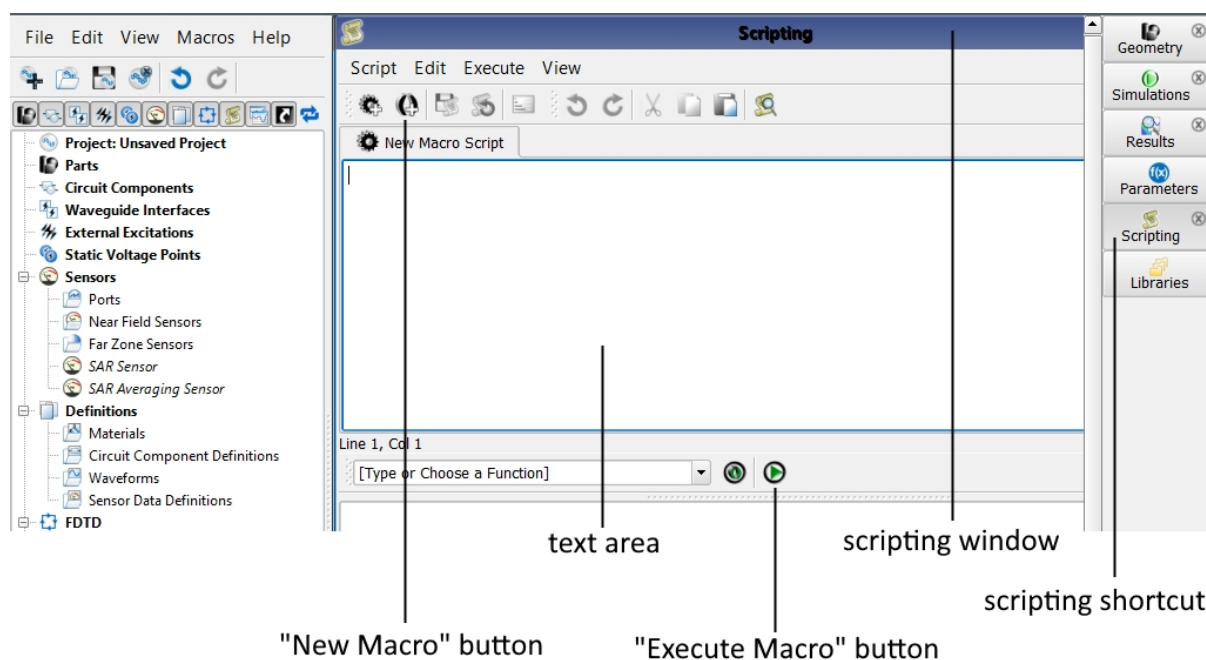 File Edit View Macros Help
Project: Unsaved Project
Parts
Circuit Components
Waveguide Interfaces
External Excitations
Static Voltage Points
Sensors
Ports
Near Field Sensors
Far Zone Sensors
SAR Sensor
SAR Averaging Sensor
Definitions
Materials
Circuit Component Definitions
Waveforms
Sensor Data Definitions
FDTD
Scripting
Script Edit Execute View
New Macro Script
Line 1, Col 1
[Type or Choose a Function]
Geometry
Simulations
Results
f(x)
Parameters
Scripting
Libraries
text area
scripting window
scripting shortcut
"New Macro" button
"Execute Macro" button